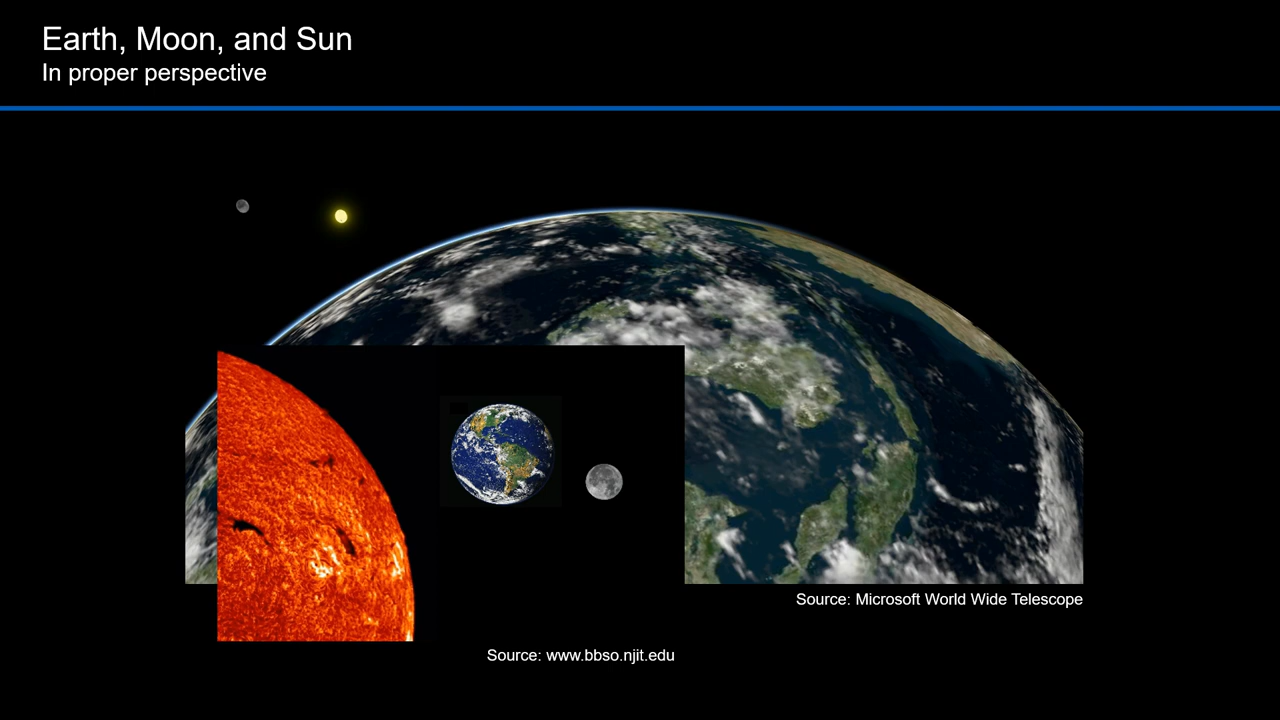 Earth, Moon, and Sun
In proper perspective
Source: Microsoft World Wide Telescope
Source: www.bbso.njit.edu